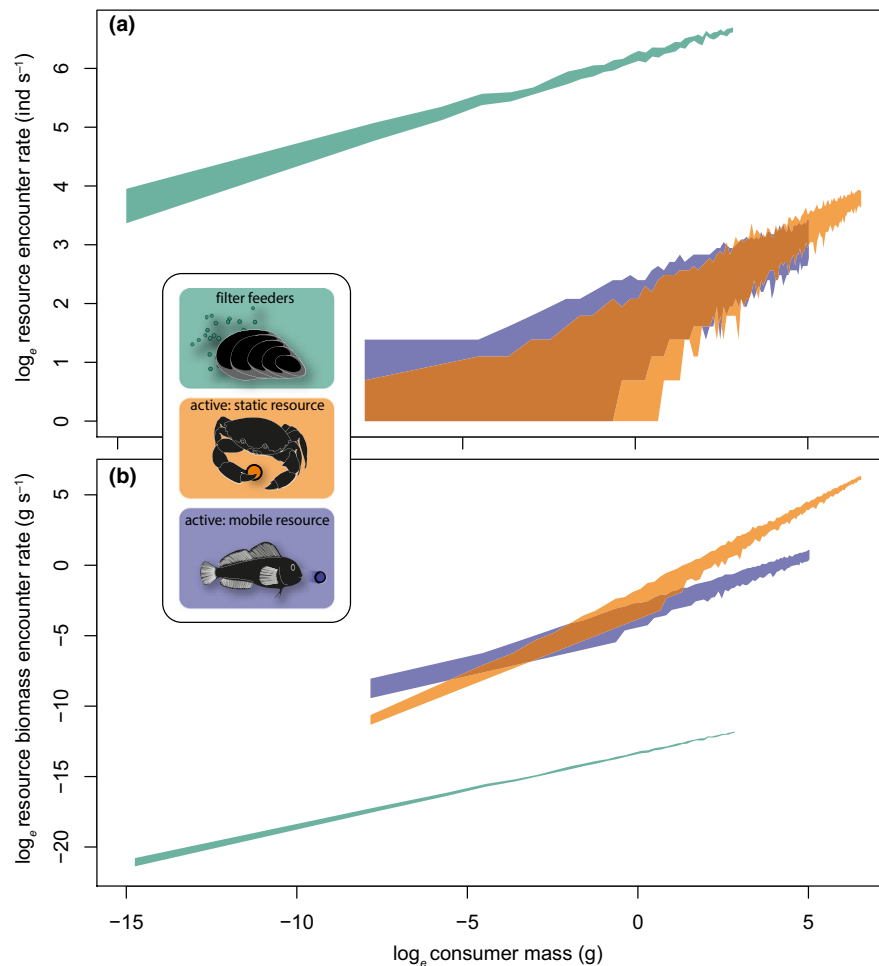 (a)
log_e resource encounter rate (ind s⁻¹)
6
5
4
3
2
1
0
filter feeders
active: static resource
active: mobile resource
(b)
log_e resource biomass encounter rate (g s⁻¹)
5
0
−5
−10
−15
−20
−15
−10
−5
0
5
log_e consumer mass (g)